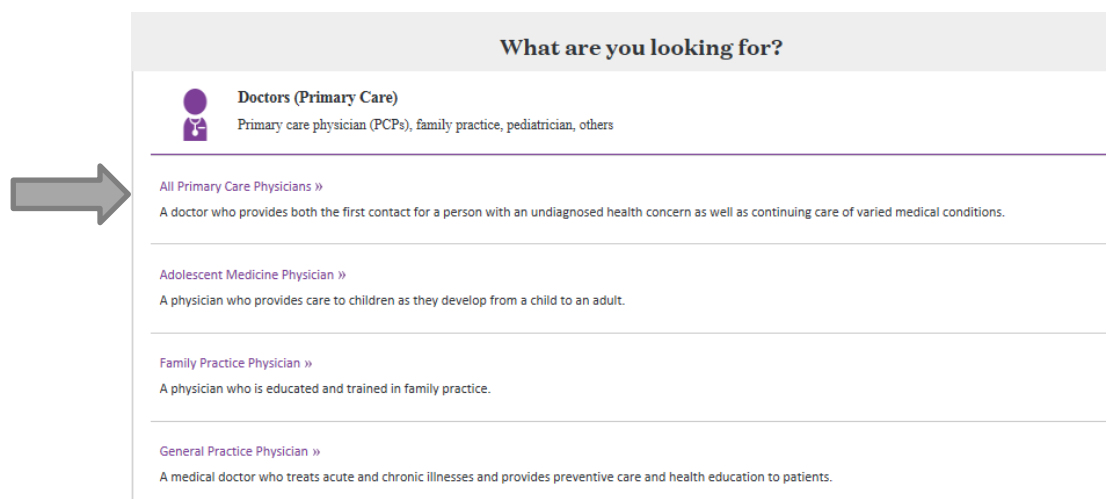 What are you looking for?
Doctors (Primary Care)
Primary care physician (PCPs), family practice, pediatrician, others
All Primary Care Physicians »
A doctor who provides both the first contact for a person with an undiagnosed health concern as well as continuing care of varied medical conditions.
Adolescent Medicine Physician »
A physician who provides care to children as they develop from a child to an adult.
Family Practice Physician »
A physician who is educated and trained in family practice.
General Practice Physician »
A medical doctor who treats acute and chronic illnesses and provides preventive care and health education to patients.